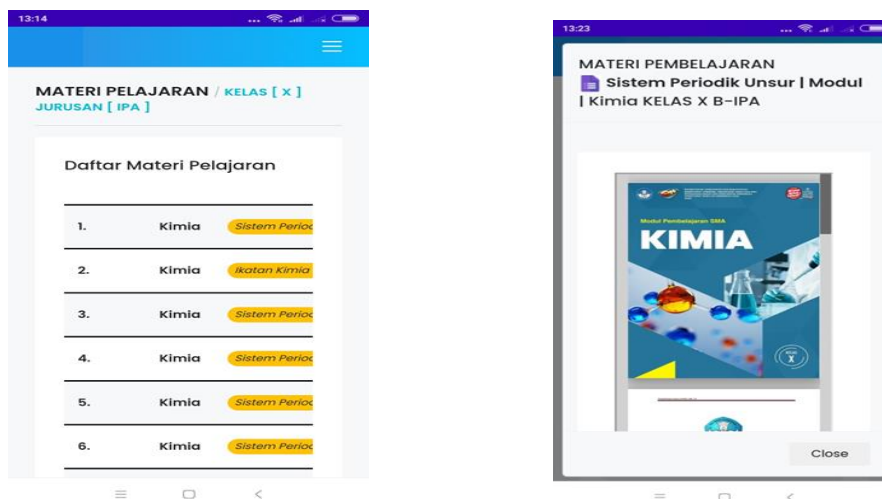 13:14
MATERI PELAJARAN / KELAS [ X ]
JURUSAN [ IPA ]
Daftar Materi Pelajaran
1. Kimia Sistem Period
2. Kimia Ikatan Kimia
3. Kimia Sistem Period
4. Kimia Sistem Period
5. Kimia Sistem Period
6. Kimia Sistem Period
13:23
MATERI PEMBELAJARAN
Sistem Periodik Unsur | Modul
| Kimia KELAS X B-IPA
Modul Pembelajaran SMA
KIMIA
KELAS
X
Close